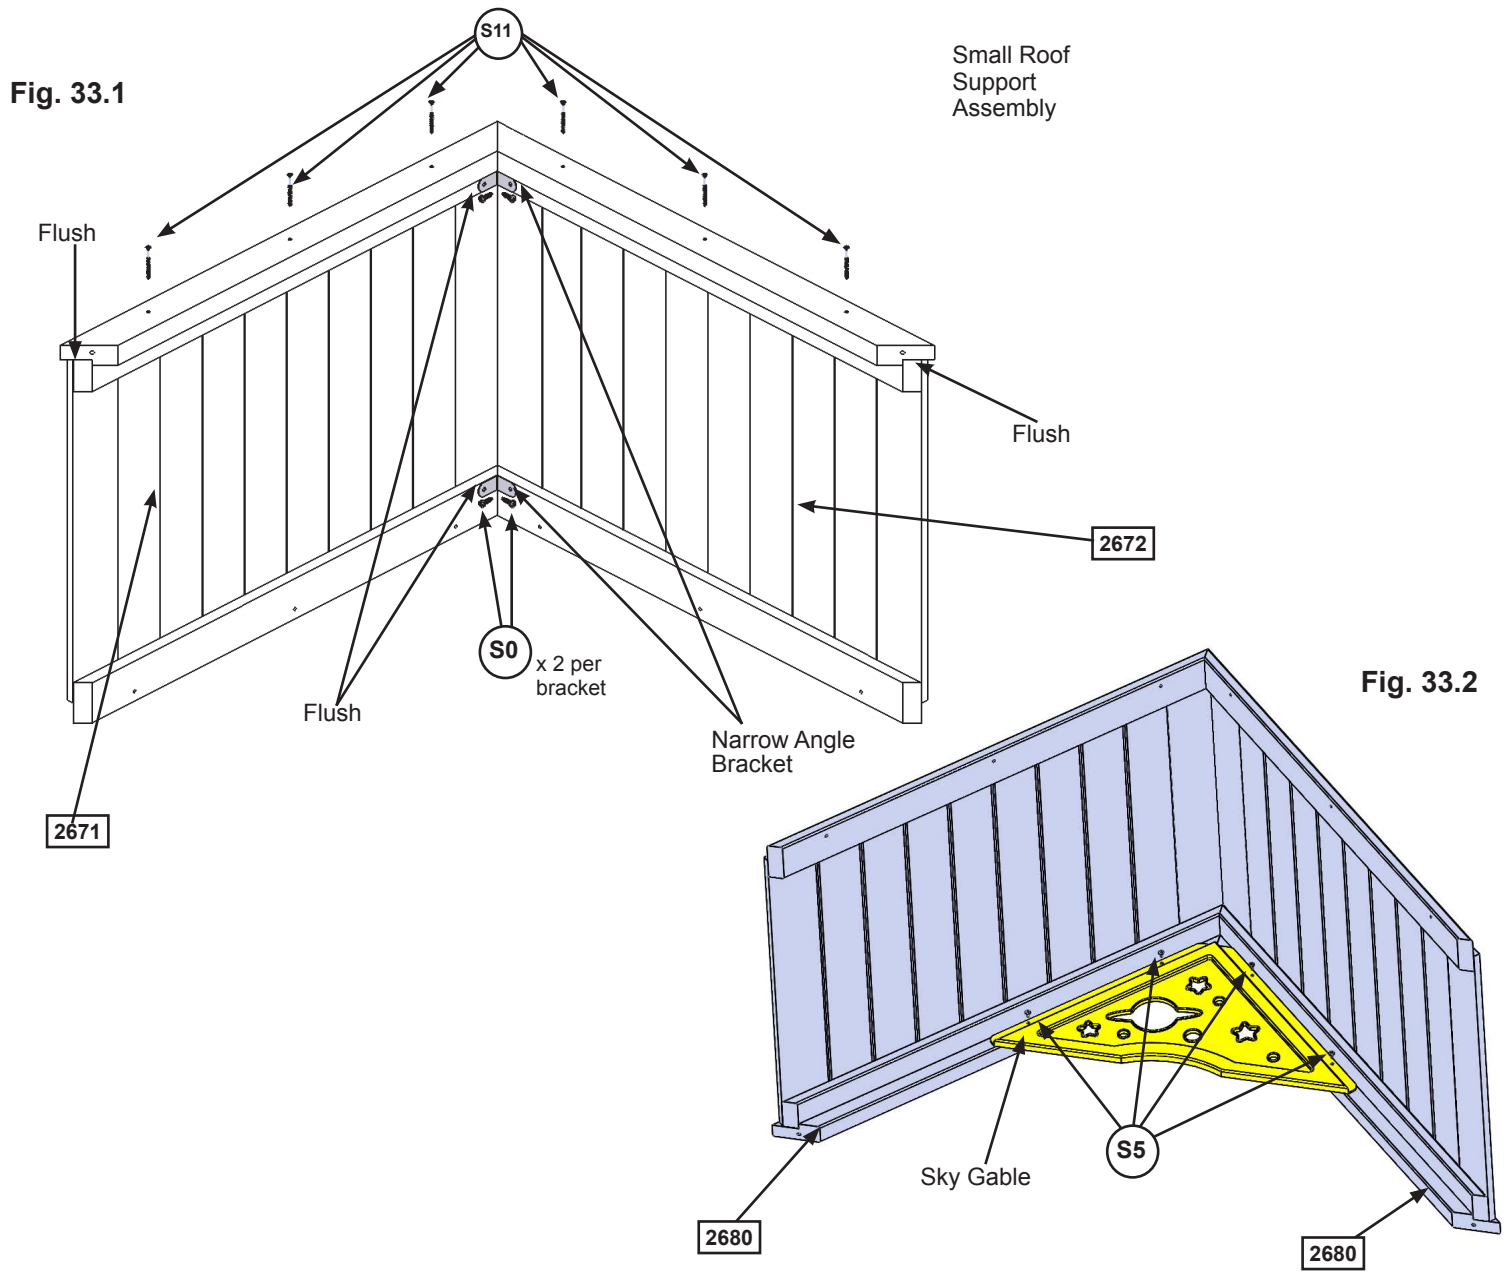 S11
Small Roof
Support
Assembly
Fig. 33.1
Flush
Flush
2672
S0
x 2 per
bracket
Flush
Narrow Angle
Bracket
Fig. 33.2
2671
S5
Sky Gable
2680
2680